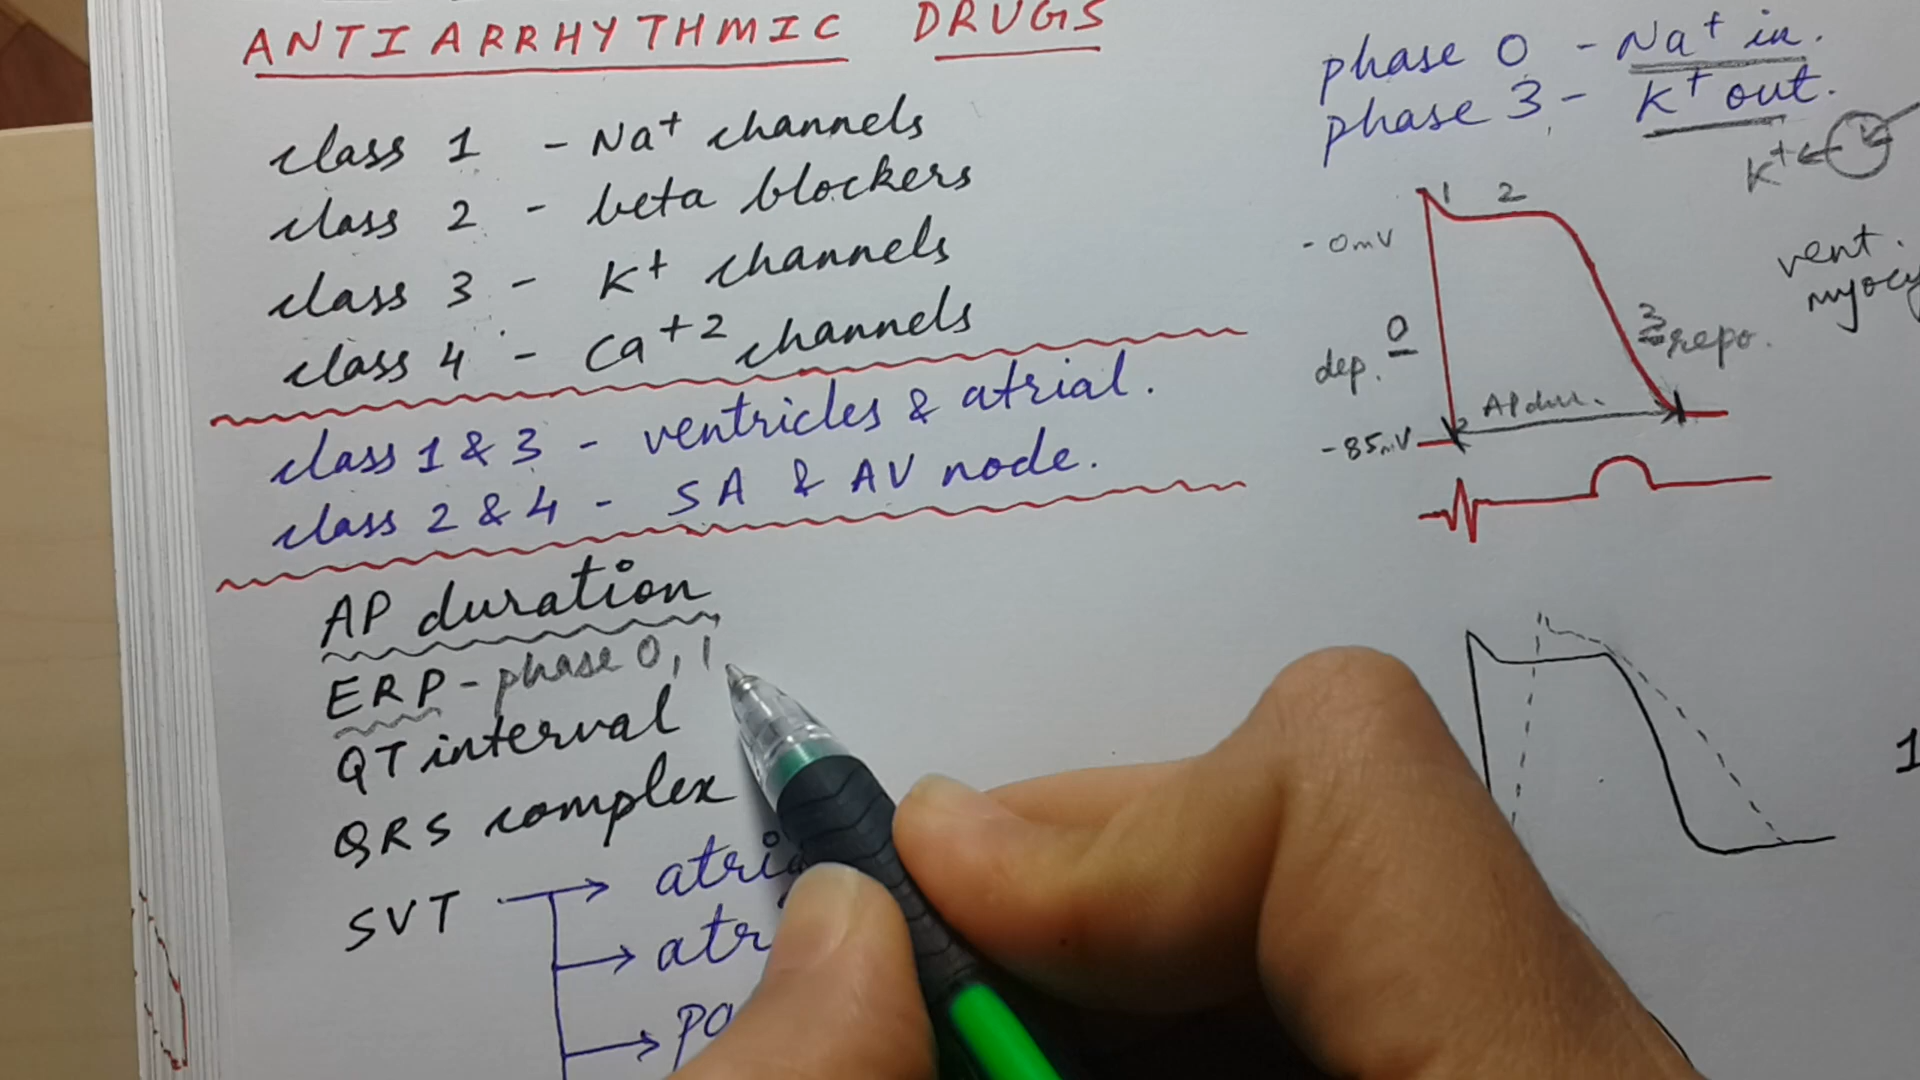 ANTIARRHYTHMIC DRUGS
class 1 - Na+ channels
class 2 - beta blockers
class 3 - K+ channels
class 4 - Ca+2 channels
class 1 & 3 - ventricles & atrial.
class 2 & 4 - SA & AV node.
AP duration
ERP - phase 0, 1
QT interval
QRS complex
SVT
phase 0 - Na+ in.
phase 3 - K+ out.
K+
1 2
- 0mV
vent.
0
dep.
3
repo.
AP dur.
-85mV
1